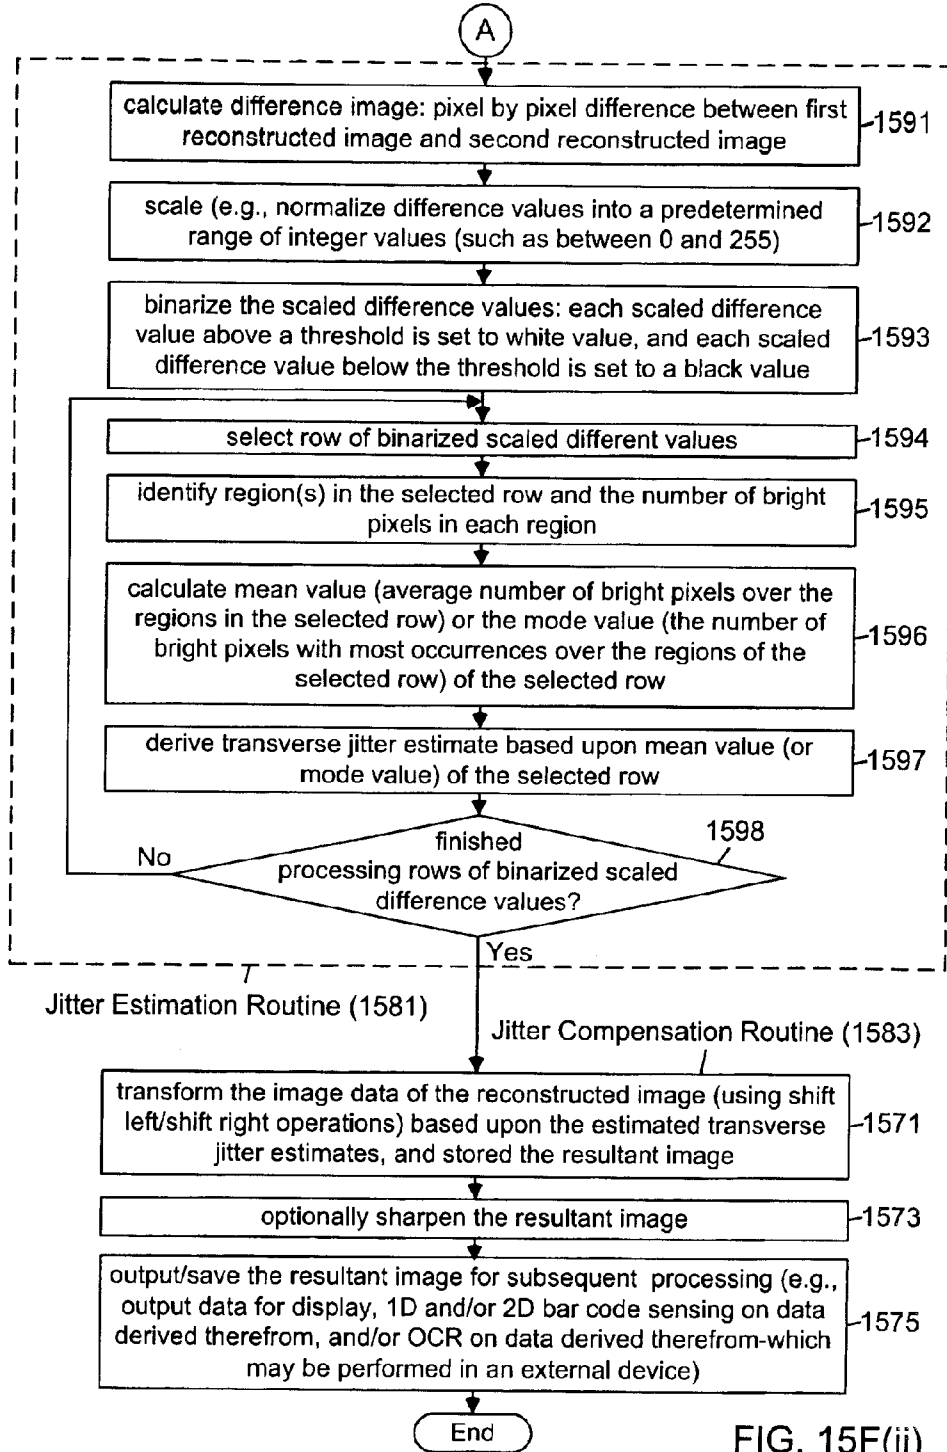 A
calculate difference image: pixel by pixel difference between first
reconstructed image and second reconstructed image
1591
scale (e.g., normalize difference values into a predetermined
range of integer values (such as between 0 and 255)
1592
binarize the scaled difference values: each scaled difference
value above a threshold is set to white value, and each scaled
difference value below the threshold is set to a black value
1593
select row of binarized scaled different values
1594
identify region(s) in the selected row and the number of bright
pixels in each region
1595
calculate mean value (average number of bright pixels over the
regions in the selected row) or the mode value (the number of
bright pixels with most occurrences over the regions of the
selected row) of the selected row
1596
derive transverse jitter estimate based upon mean value (or
mode value) of the selected row
1597
finished
processing rows of binarized scaled
difference values?
1598
No
Yes
Jitter Estimation Routine (1581)
Jitter Compensation Routine (1583)
transform the image data of the reconstructed image (using shift
left/shift right operations) based upon the estimated transverse
jitter estimates, and stored the resultant image
1571
optionally sharpen the resultant image
1573
output/save the resultant image for subsequent processing (e.g.,
output data for display, 1D and/or 2D bar code sensing on data
derived therefrom, and/or OCR on data derived therefrom-which
may be performed in an external device)
1575
End
FIG. 15F(ii)